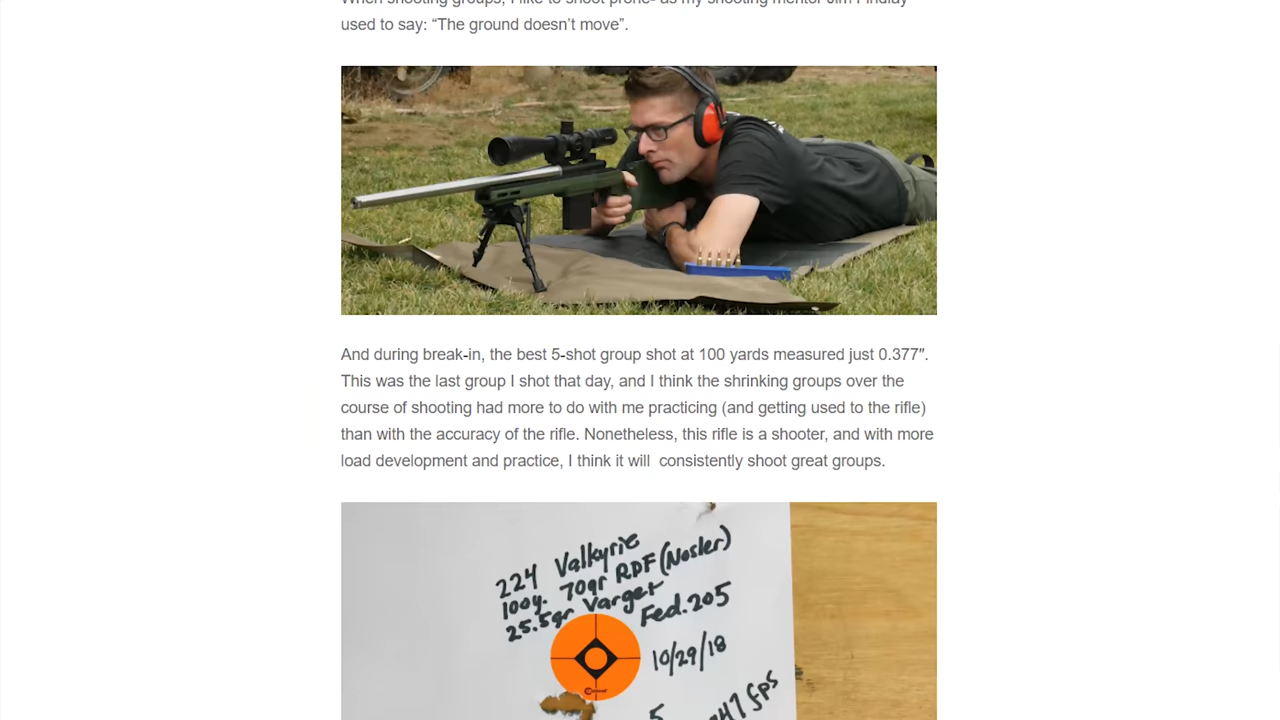 used to say: “The ground doesn’t move”.
And during break-in, the best 5-shot group shot at 100 yards measured just 0.377″.
This was the last group I shot that day, and I think the shrinking groups over the
course of shooting had more to do with me practicing (and getting used to the rifle)
than with the accuracy of the rifle. Nonetheless, this rifle is a shooter, and with more
load development and practice, I think it will  consistently shoot great groups.
224 Valkyrie
100y. 70gr RDF (Nosler)
25.5gr Varget
Fed.205
10/29/18
5
47 fps